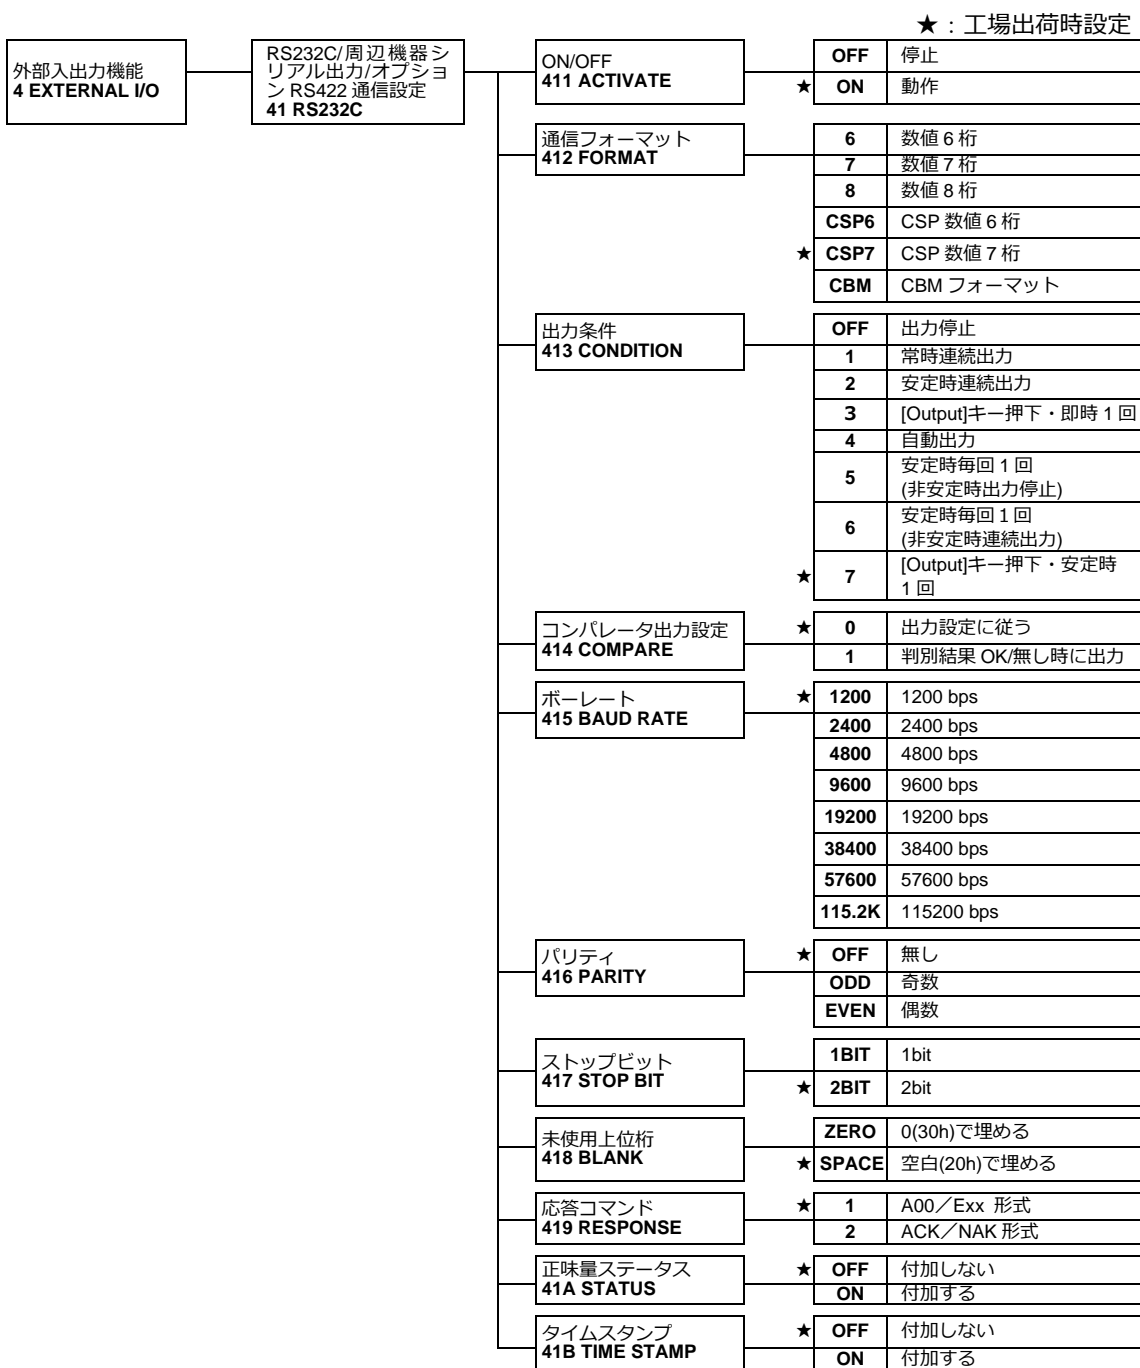 ★：工場出荷時設定
外部入出力機能
4 EXTERNAL I/O
RS232C/周辺機器シ
リアル出力/オプショ
ン RS422 通信設定
41 RS232C
ON/OFF
411 ACTIVATE
OFF 停止
★ ON 動作
通信フォーマット
412 FORMAT
6 数値 6 桁
7 数値 7 桁
8 数値 8 桁
CSP6 CSP 数値 6 桁
★ CSP7 CSP 数値 7 桁
CBM CBM フォーマット
出力条件
413 CONDITION
OFF 出力停止
1 常時連続出力
2 安定時連続出力
3 [Output]キー押下・即時 1 回
4 自動出力
5 安定時毎回 1 回
(非安定時出力停止)
6 安定時毎回１回
(非安定時連続出力)
★ 7 [Output]キー押下・安定時
1 回
コンパレータ出力設定
414 COMPARE
★ 0 出力設定に従う
1 判別結果 OK/無し時に出力
ボーレート
415 BAUD RATE
★ 1200 1200 bps
2400 2400 bps
4800 4800 bps
9600 9600 bps
19200 19200 bps
38400 38400 bps
57600 57600 bps
115.2K 115200 bps
パリティ
416 PARITY
★ OFF 無し
ODD 奇数
EVEN 偶数
ストップビット
417 STOP BIT
1BIT 1bit
★ 2BIT 2bit
未使用上位桁
418 BLANK
ZERO 0(30h)で埋める
★ SPACE 空白(20h)で埋める
応答コマンド
419 RESPONSE
★ 1 A00／Exx 形式
2 ACK／NAK 形式
正味量ステータス
41A STATUS
★ OFF 付加しない
ON 付加する
タイムスタンプ
41B TIME STAMP
★ OFF 付加しない
ON 付加する